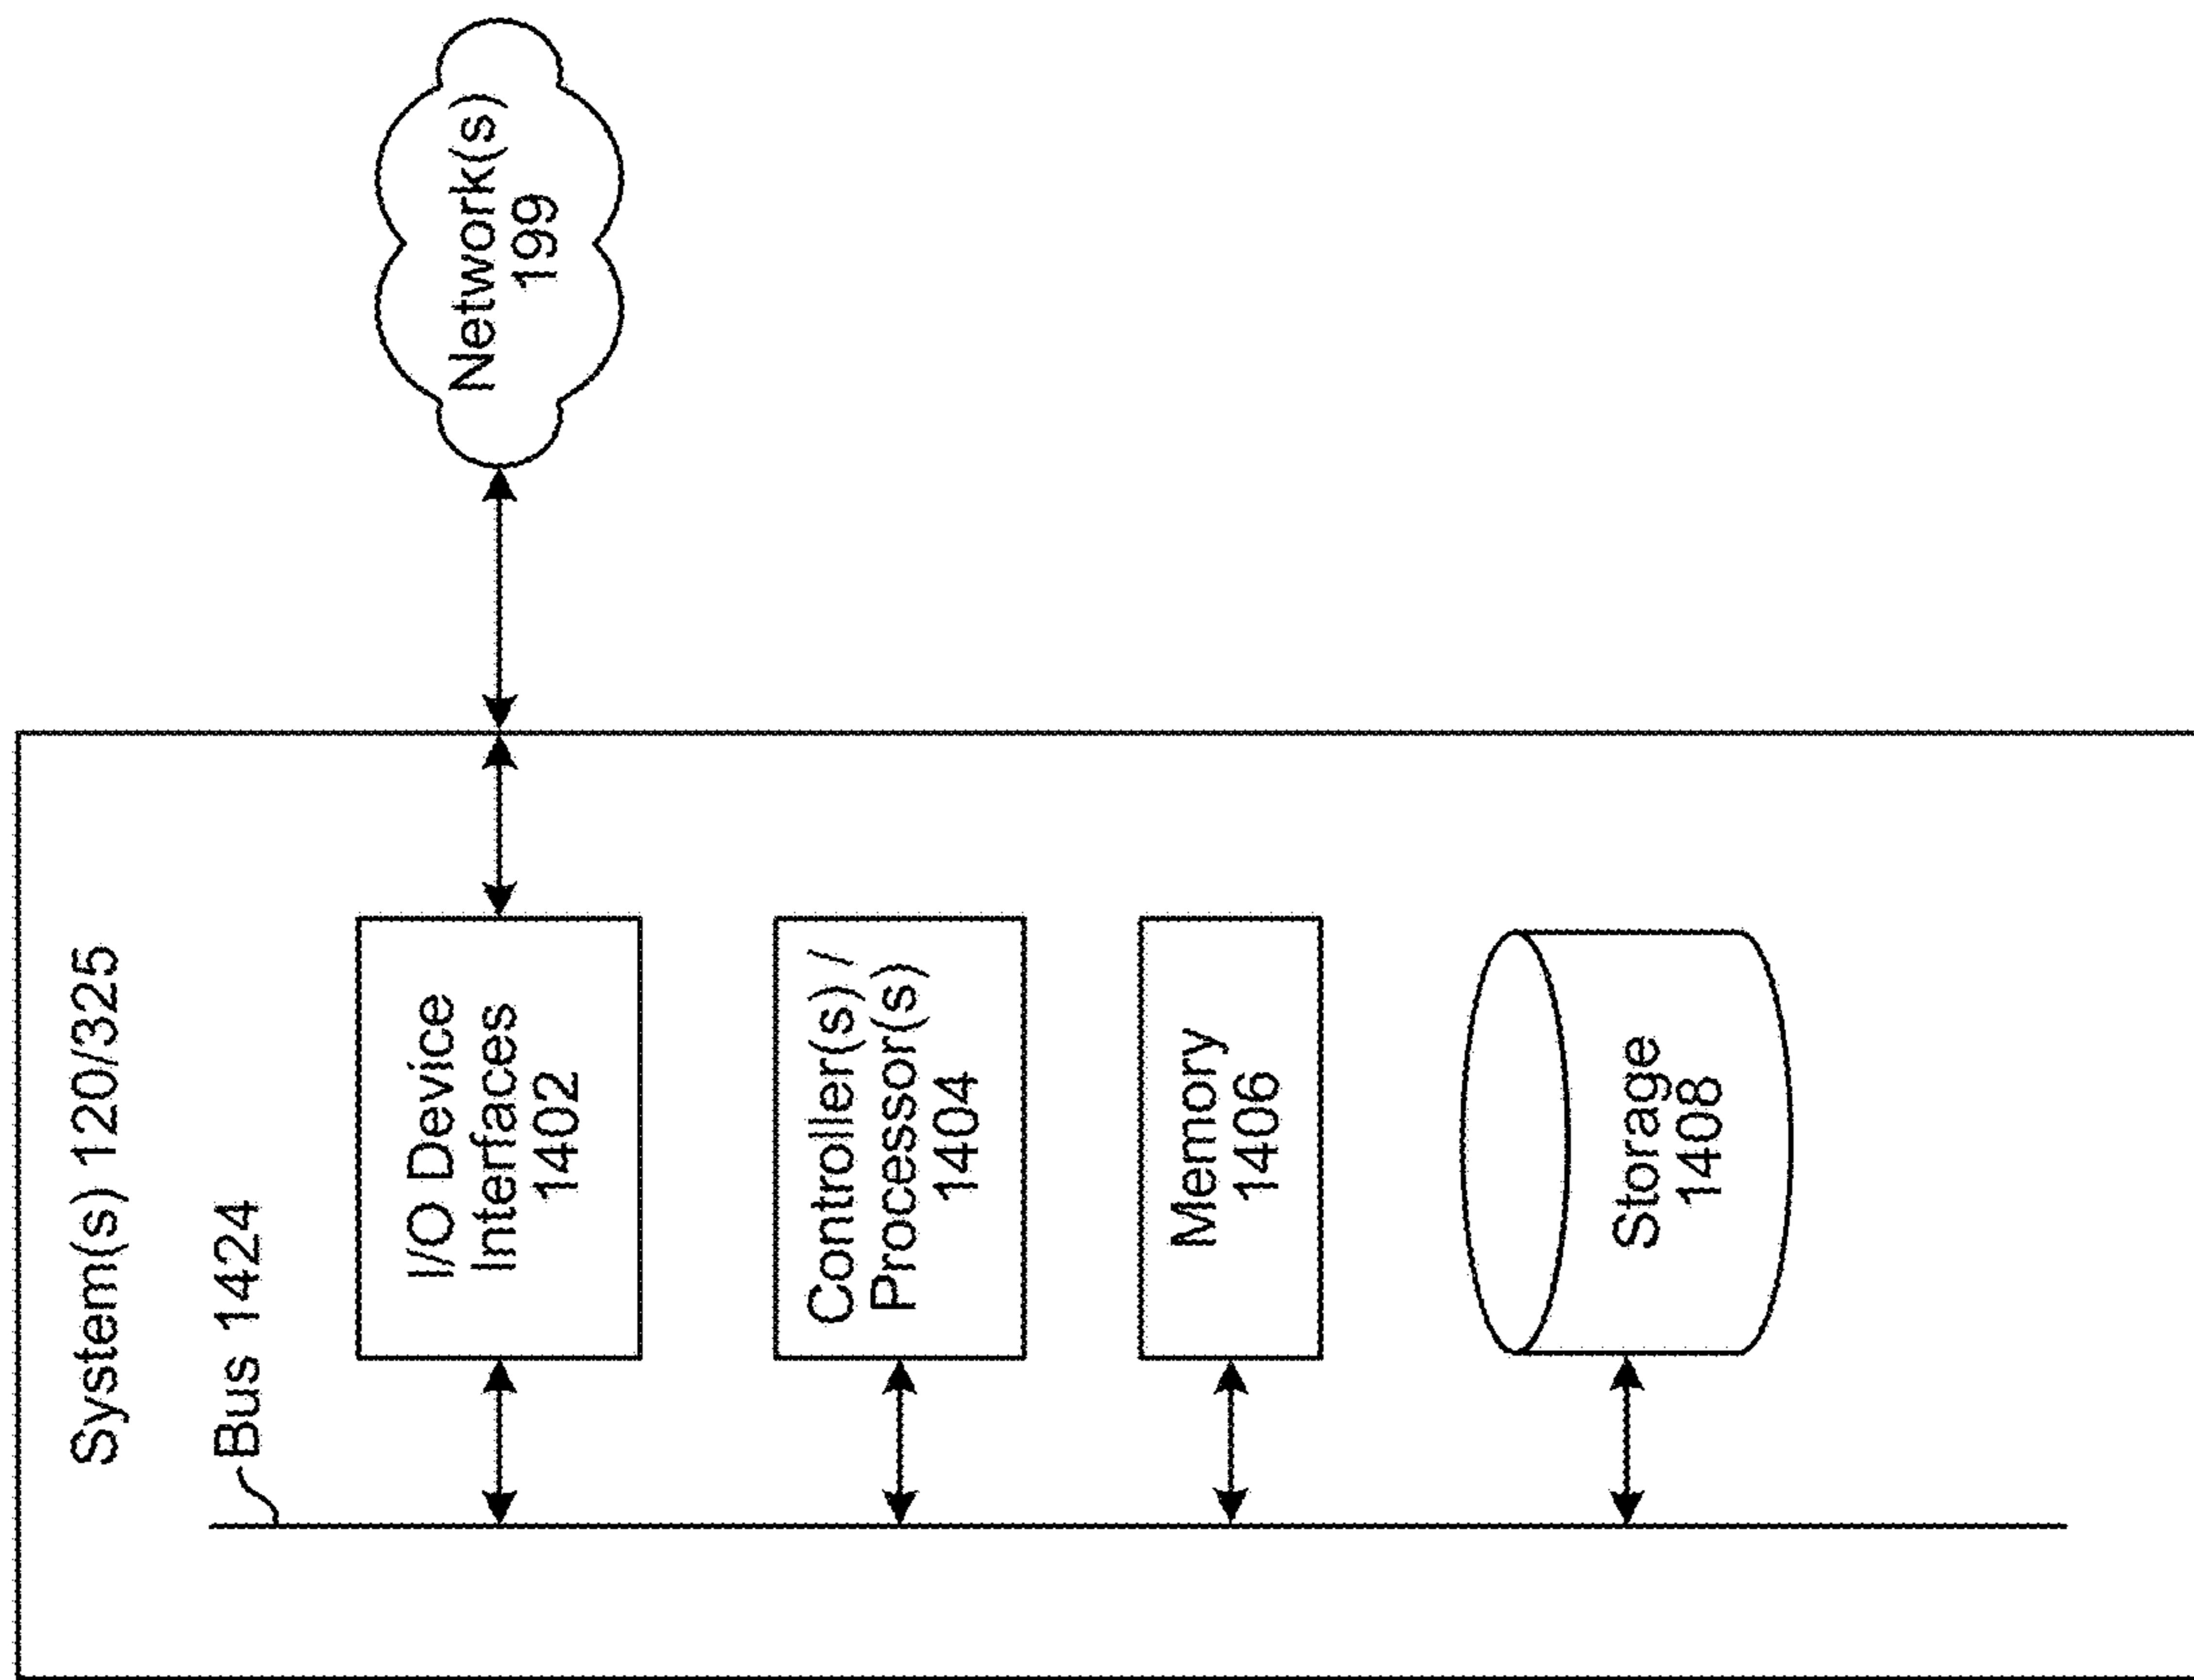 System(s) 120/325
Bus 1424
I/O Device
Interfaces
1402
Network(s)
199
Controller(s) /
Processor(s)
1404
Memory
1406
Storage
1408